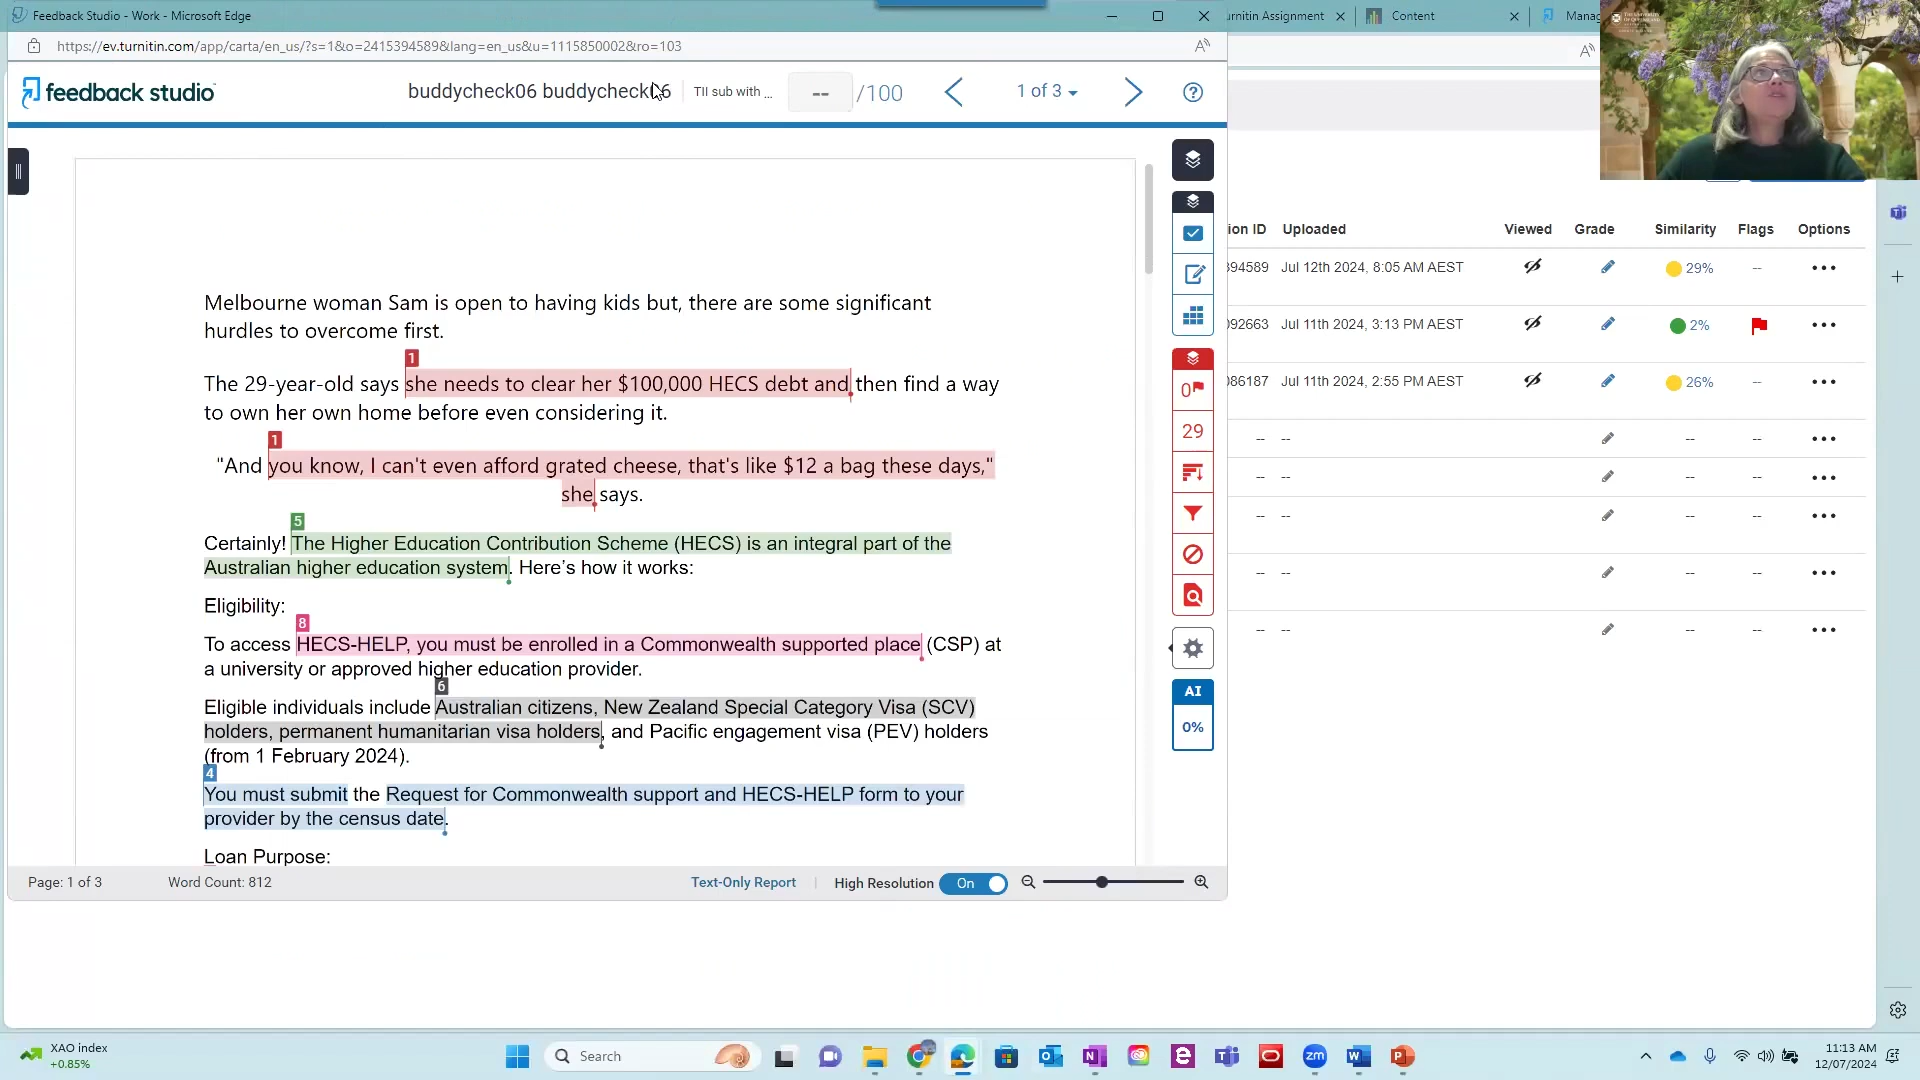 Feedback Studio - Work - Microsoft Edge
urnitin Assignment
Content
Manag
https://ev.turnitin.com/app/carta/en_us/?s=1&o=2415394589&lang=en_us&u=1115850002&ro=103
feedback studio
buddycheck06 buddycheck06
TII sub with ...
-- /100
1 of 3
Melbourne woman Sam is open to having kids but, there are some significant
hurdles to overcome first.
1
The 29-year-old says she needs to clear her $100,000 HECS debt and then find a way
to own her own home before even considering it.
1
"And you know, I can't even afford grated cheese, that's like $12 a bag these days,"
she says.
5
Certainly! The Higher Education Contribution Scheme (HECS) is an integral part of the
Australian higher education system. Here's how it works:
Eligibility:
8
To access HECS-HELP, you must be enrolled in a Commonwealth supported place (CSP) at
a university or approved higher education provider.
6
Eligible individuals include Australian citizens, New Zealand Special Category Visa (SCV)
holders, permanent humanitarian visa holders, and Pacific engagement visa (PEV) holders
(from 1 February 2024).
4
You must submit the Request for Commonwealth support and HECS-HELP form to your
provider by the census date.
Loan Purpose:
0
29
AI
0%
Page: 1 of 3
Word Count: 812
Text-Only Report
High Resolution On
ion ID Uploaded Viewed Grade Similarity Flags Options
394589 Jul 12th 2024, 8:05 AM AEST 29% --
092663 Jul 11th 2024, 3:13 PM AEST 2%
086187 Jul 11th 2024, 2:55 PM AEST 26% --
-- -- -- --
-- -- -- --
-- -- -- --
-- -- -- --
-- -- -- --
XAO index
+0.85%
Search
11:13 AM
12/07/2024